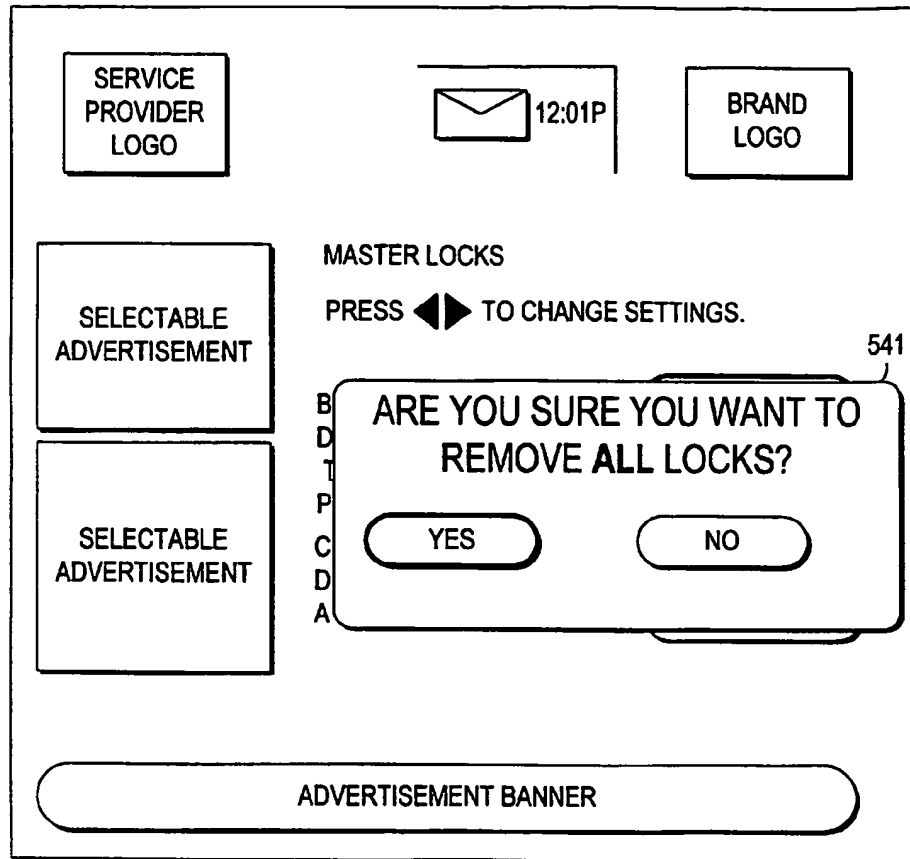 SERVICE
PROVIDER
LOGO
12:01P
BRAND
LOGO
MASTER LOCKS
PRESS ◀▶ TO CHANGE SETTINGS.
SELECTABLE
ADVERTISEMENT
541
B
D
T
P
C
D
A
ARE YOU SURE YOU WANT TO
REMOVE ALL LOCKS?
YES
NO
SELECTABLE
ADVERTISEMENT
ADVERTISEMENT BANNER